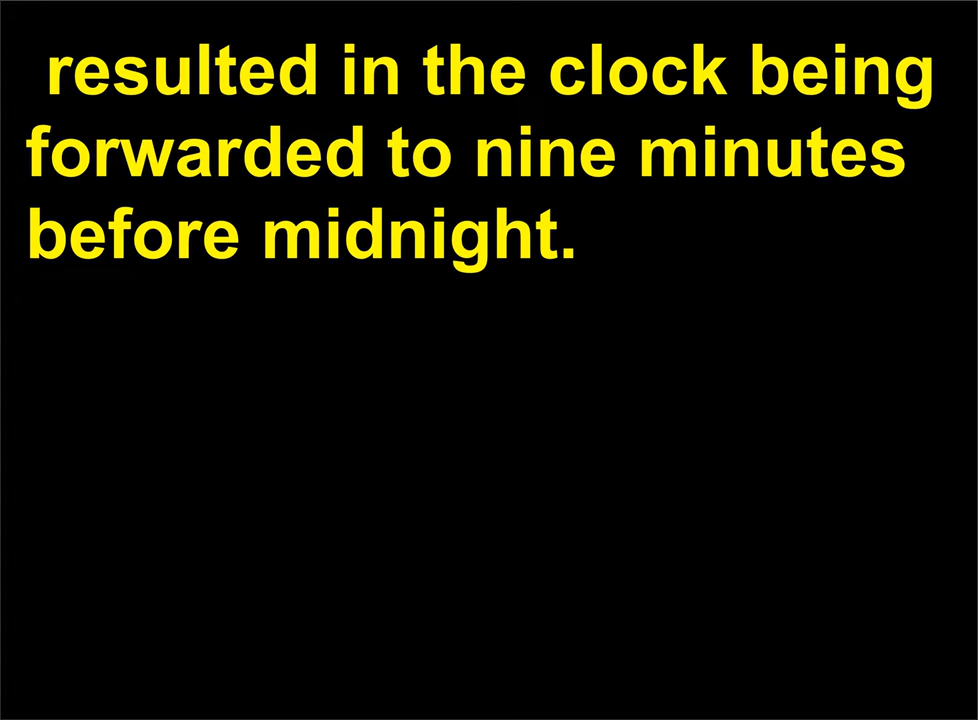 resulted in the clock being
forwarded to nine minutes
before midnight.